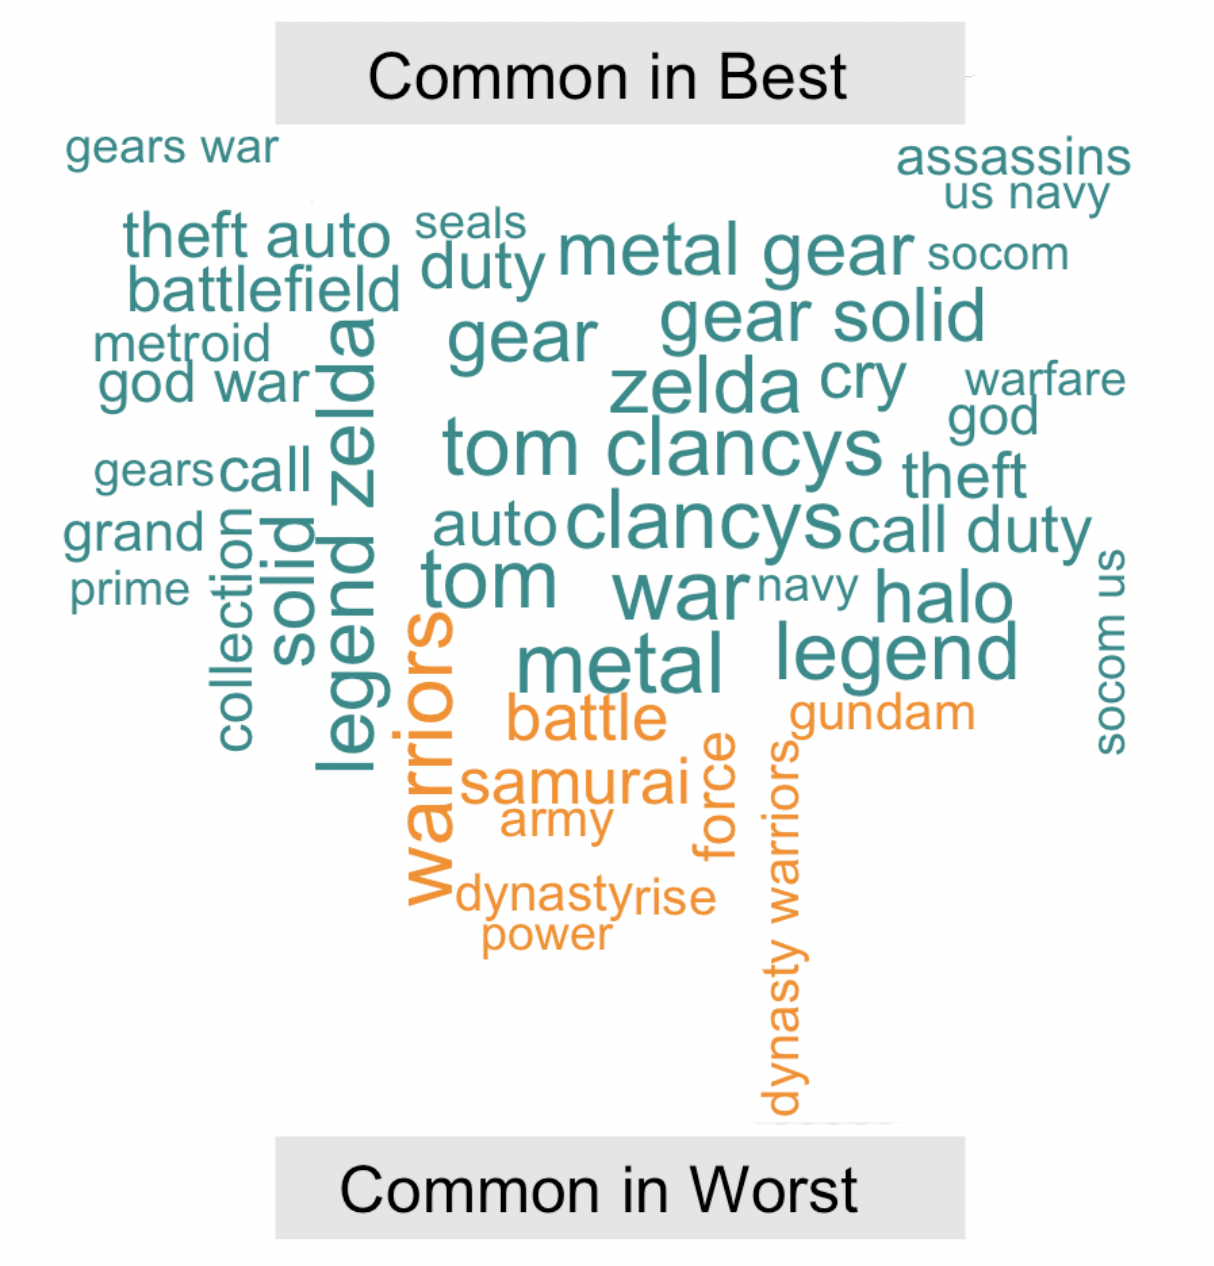 Common in Best
gears war
assassins
us navy
theft auto
seals
duty
metal gear
socom
battlefield
metroid
gear
gear solid
god war
legend zelda
zelda
cry
warfare
god
gears
call
tom clancys
theft
grand
collection
solid
auto
clancys
call duty
prime
tom
war
navy
halo
socom us
metal
legend
warriors
battle
gundam
samurai
force
dynasty warriors
army
dynasty
rise
power
Common in Worst